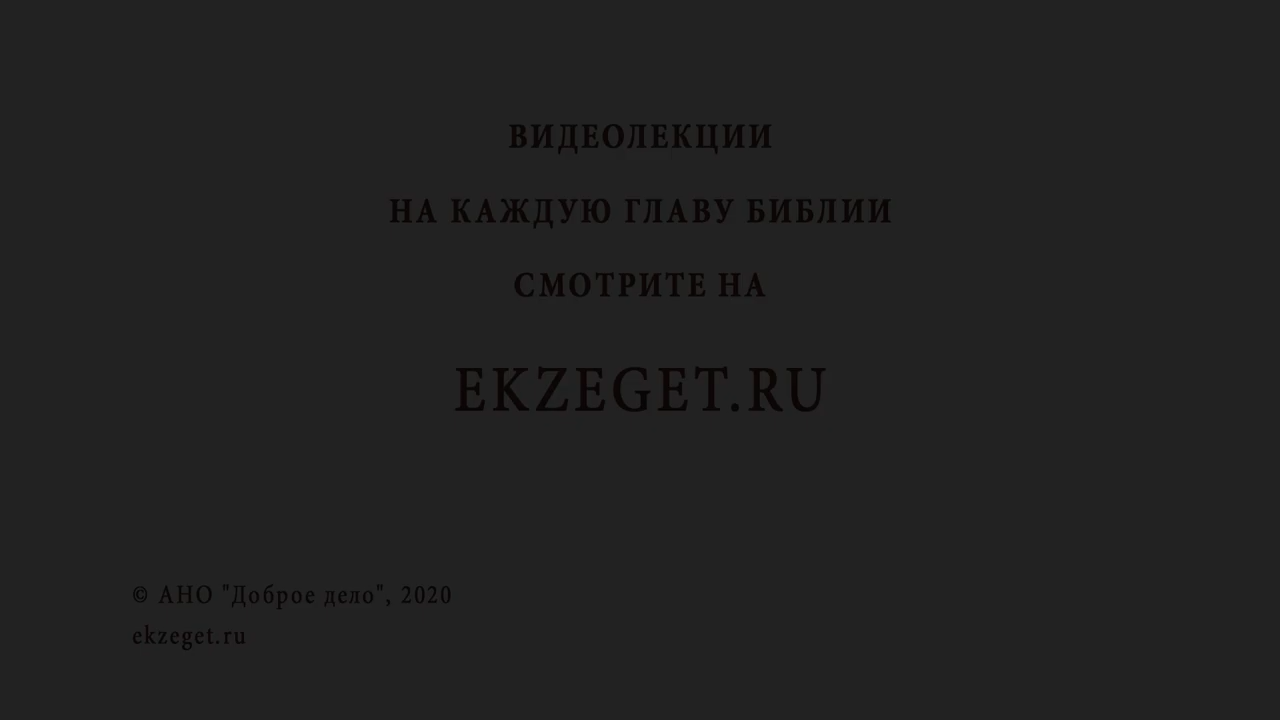 ВИДЕОЛЕКЦИИ
НА КАЖДУЮ ГЛАВУ БИБЛИИ
СМОТРИТЕ НА
EKZEGET.RU
© АНО "Доброе дело", 2020
ekzeget.ru